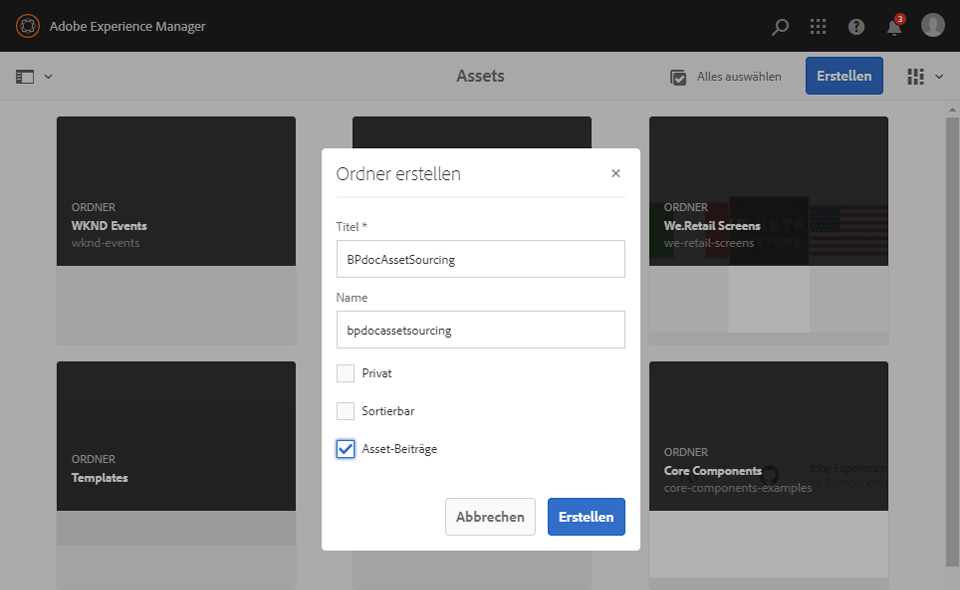 Adobe Experience Manager
3
Assets
Alles auswählen
Erstellen
ORDNER
WKND Events
wknd-events
ORDNER
We.Retail Screens
we-retail-screens
Ordner erstellen
Titel *
BPdocAssetSourcing
Name
bpdocassetsourcing
Privat
Sortierbar
Asset-Beiträge
Abbrechen
Erstellen
ORDNER
Templates
ORDNER
Core Components
core-components-examples